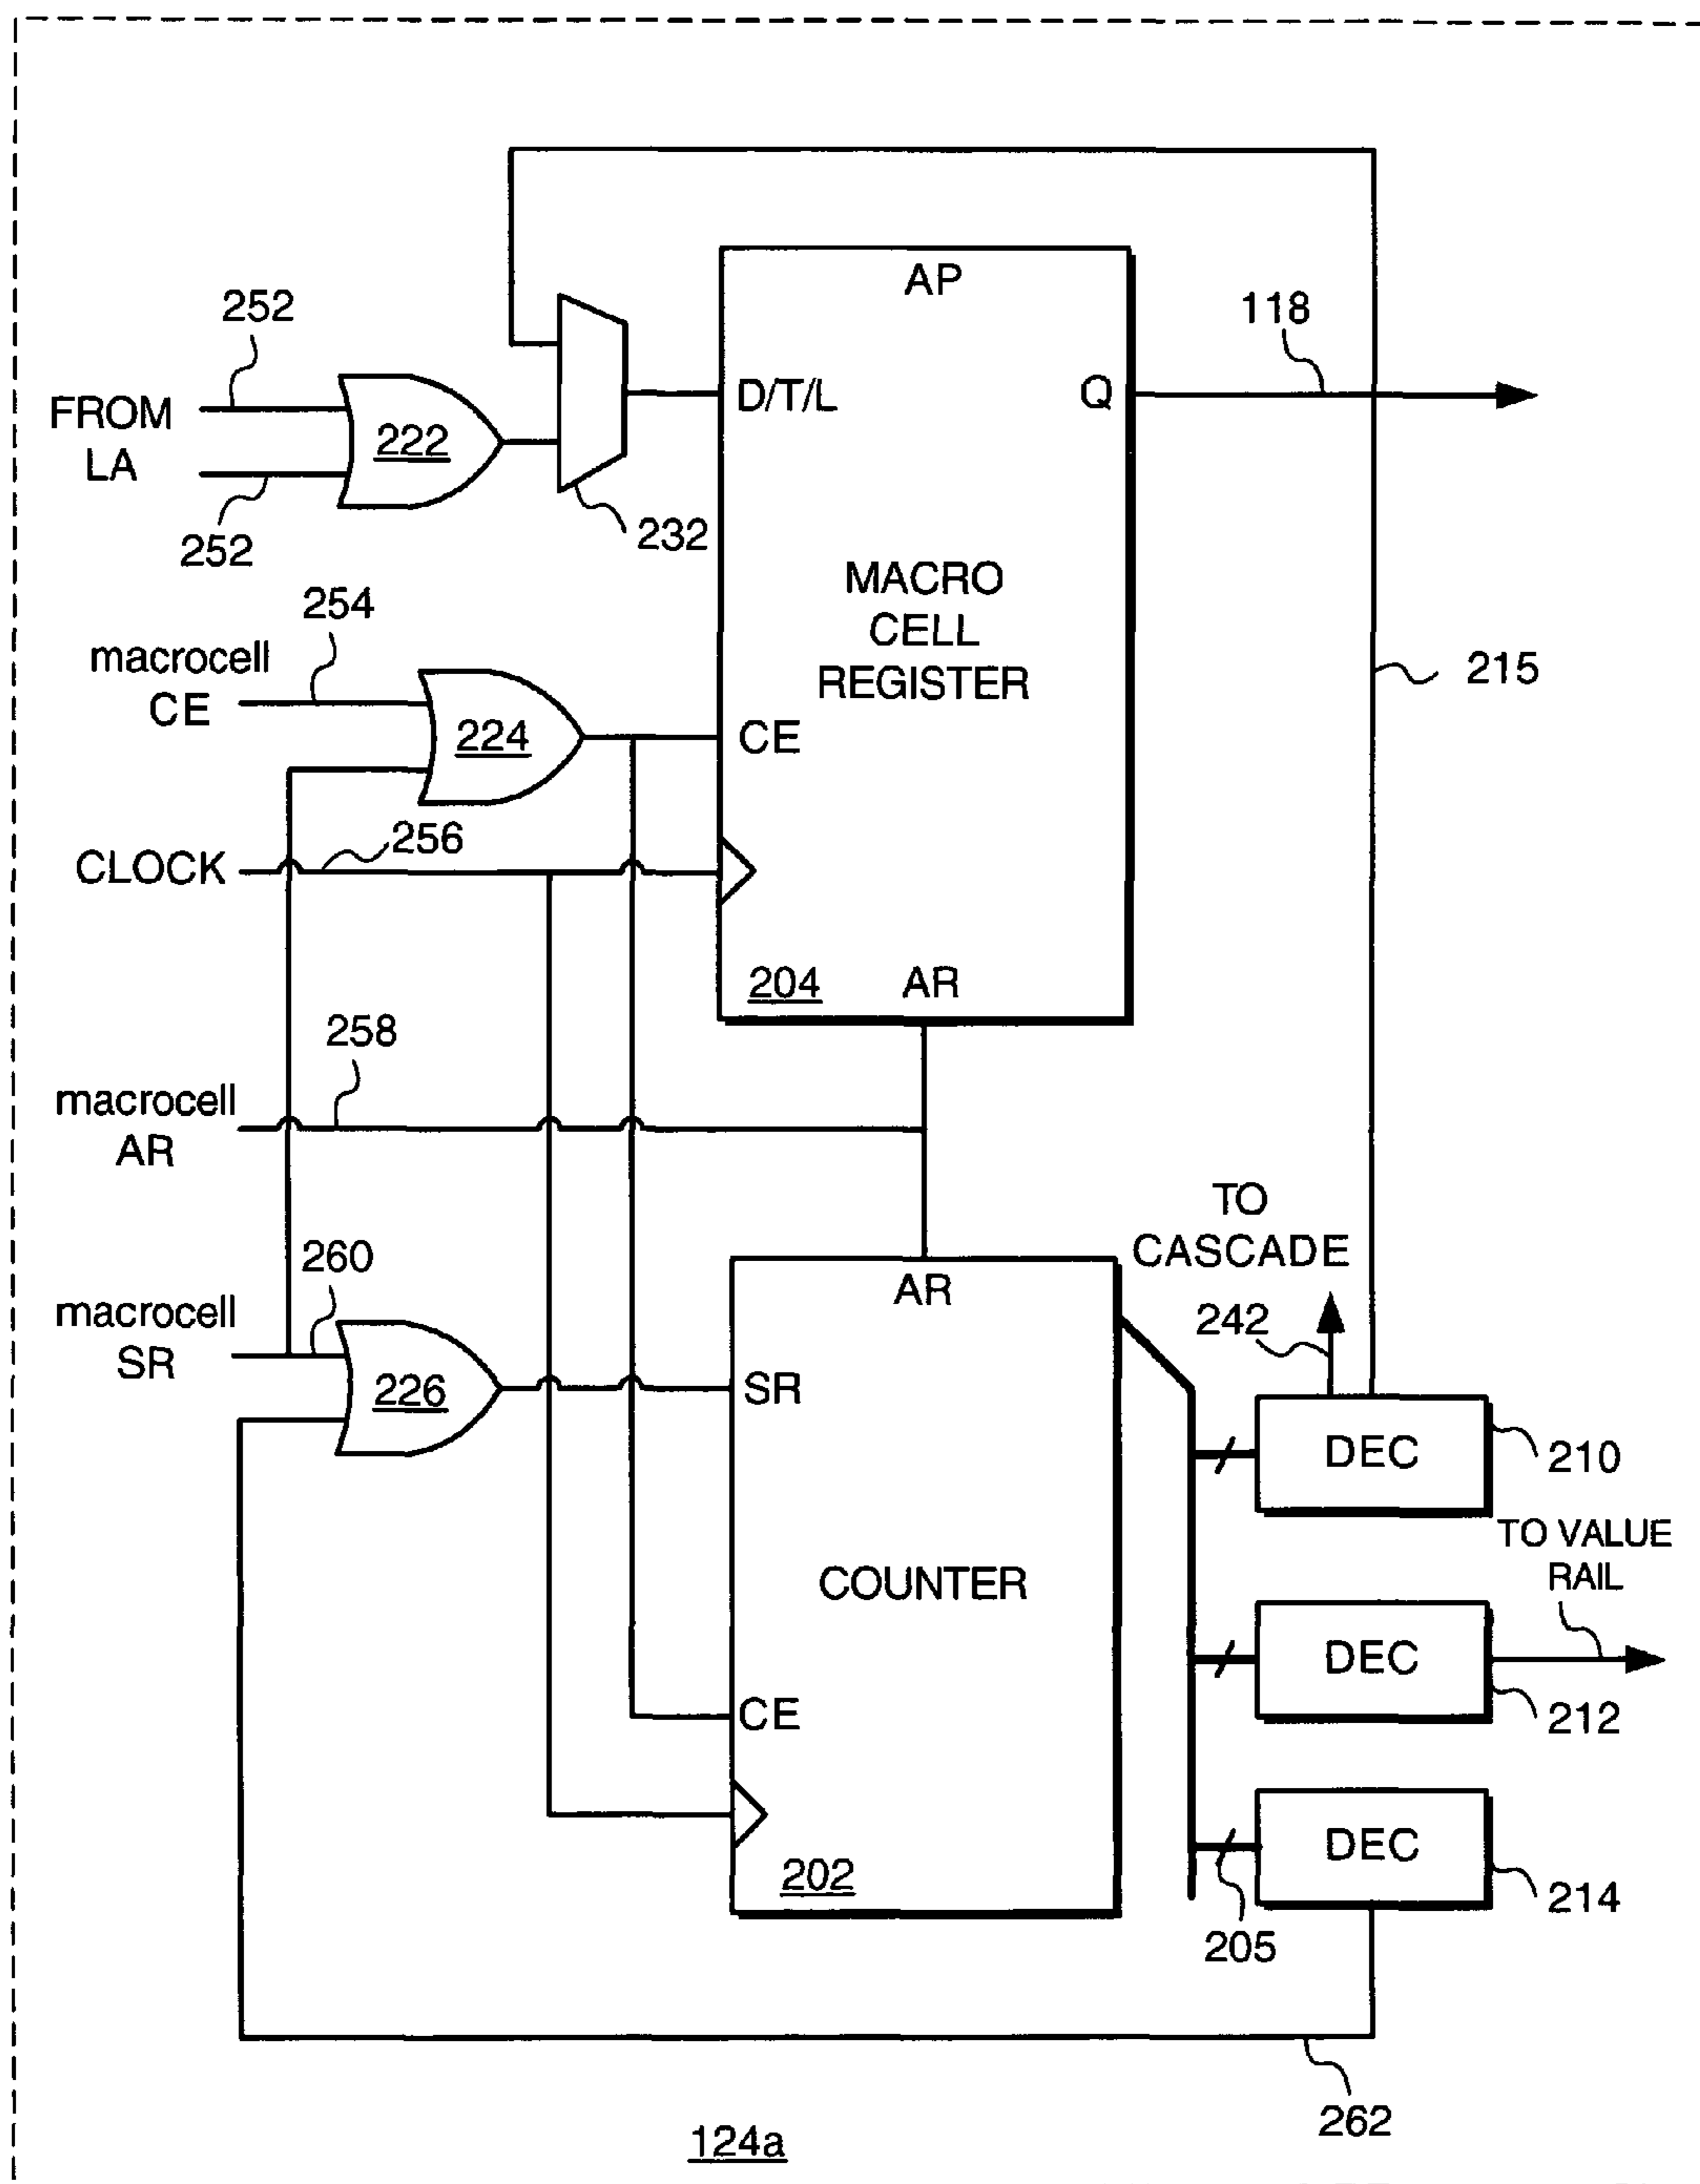 AP
252
118
FROM
LA
222
D/T/L
Q
252
232
MACRO
CELL
REGISTER
254
macrocell
CE
224
CE
215
CLOCK
256
204
AR
258
macrocell
AR
TO
CASCADE
260
AR
242
macrocell
SR
226
SR
DEC
210
TO VALUE
RAIL
COUNTER
DEC
212
CE
DEC
202
214
205
262
124a